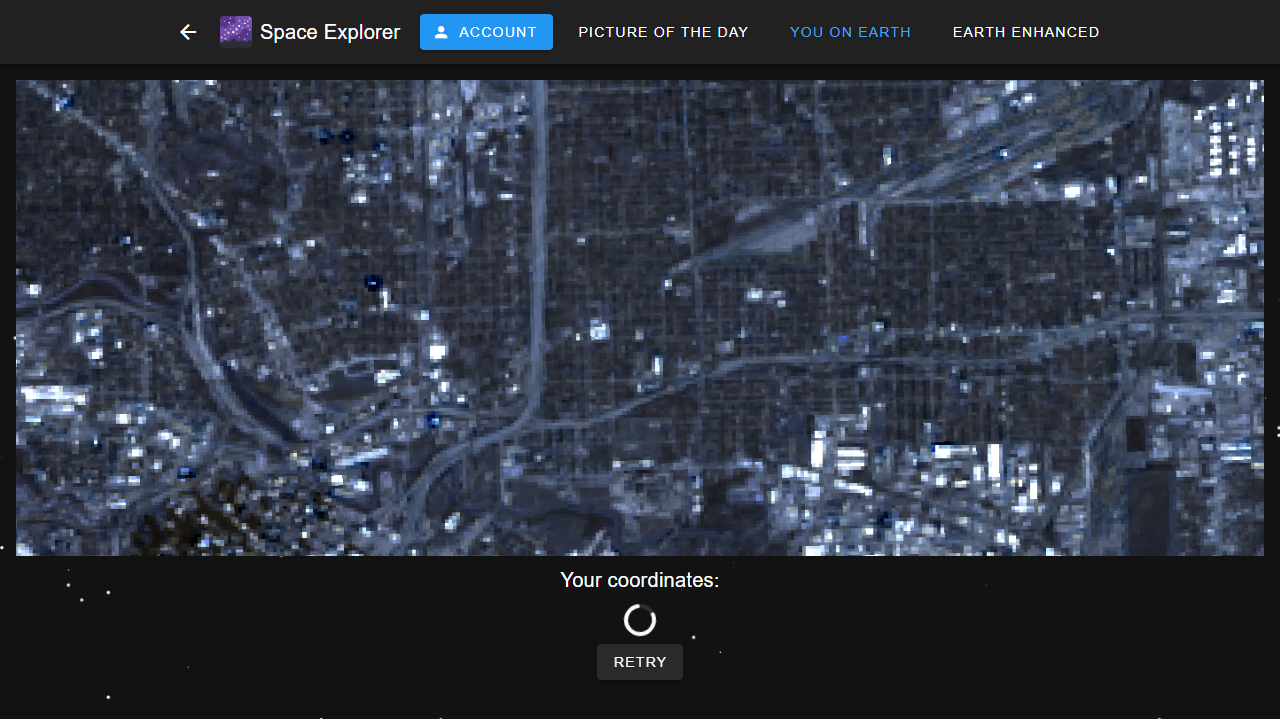 Space Explorer
ACCOUNT
PICTURE OF THE DAY
YOU ON EARTH
EARTH ENHANCED
Your coordinates:
RETRY